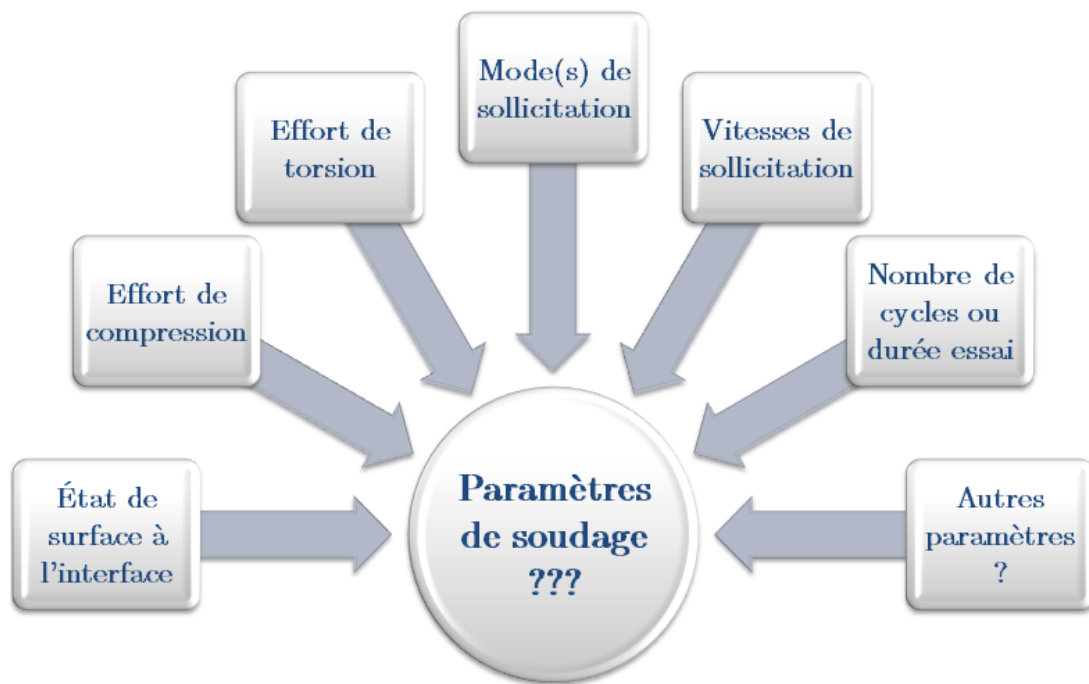 Mode(s) de
sollicitation
Effort de
torsion
Vitesses de
sollicitation
Effort de
compression
Nombre de
cycles ou
durée essai
État de
surface à
l'interface
Paramètres
de soudage
???
Autres
paramètres
?